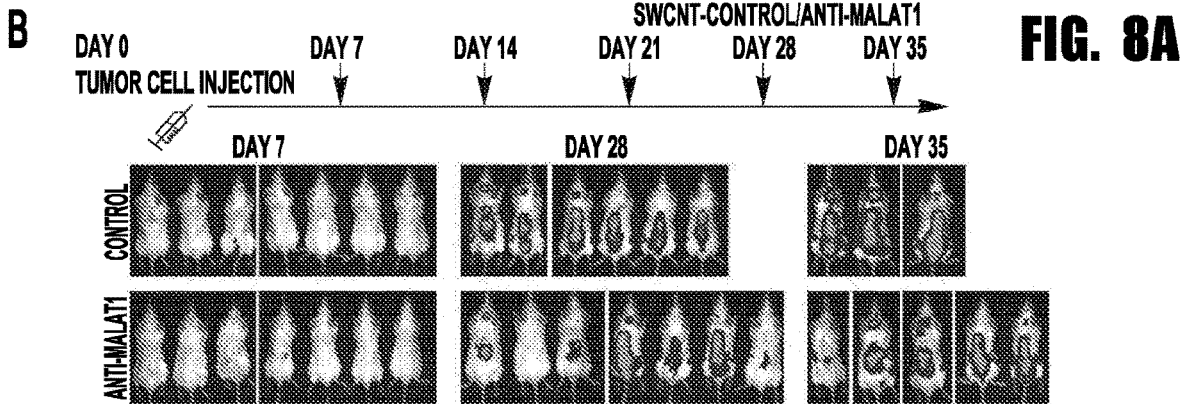 B
SWCNT-CONTROL/ANTI-MALAT1
FIG. 8A
DAY 0 DAY 7 DAY 14 DAY 21 DAY 28 DAY 35
TUMOR CELL INJECTION
DAY 7 DAY 28 DAY 35
CONTROL
ANTI-MALAT1